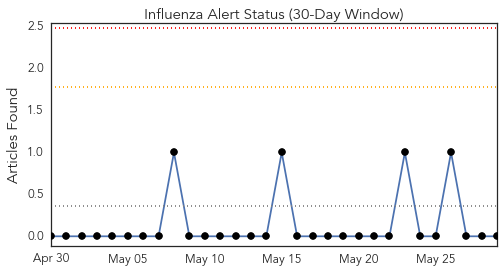 Influenza Alert Status (30-Day Window)
2.5
2.0
1.5
1.0
0.5
0.0
Articles Found
Apr 30
May 05
May 10
May 15
May 20
May 25